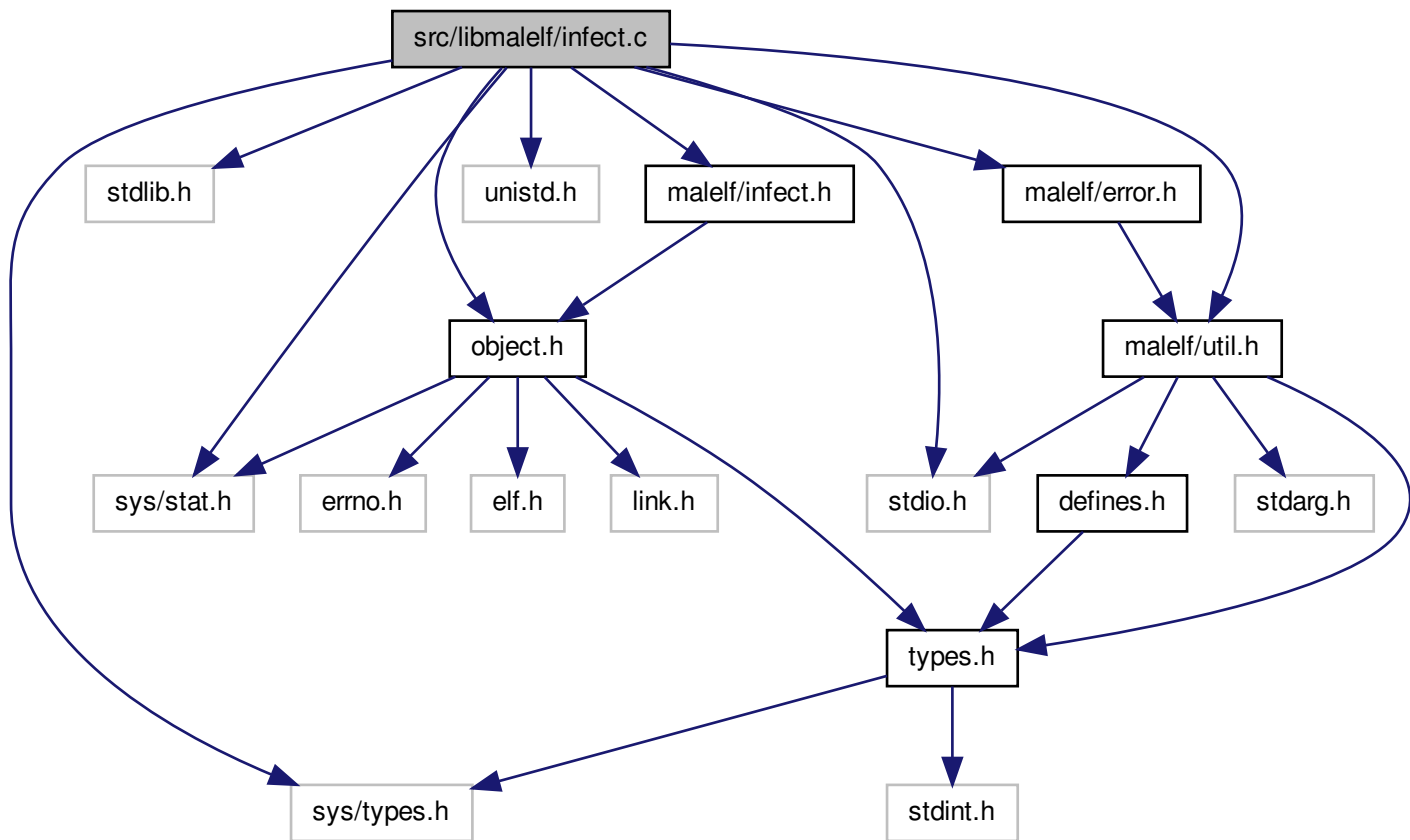 src/libmalelf/infect.c
stdlib.h
unistd.h
malelf/infect.h
malelf/error.h
object.h
malelf/util.h
sys/stat.h
errno.h
elf.h
link.h
stdio.h
defines.h
stdarg.h
types.h
sys/types.h
stdint.h